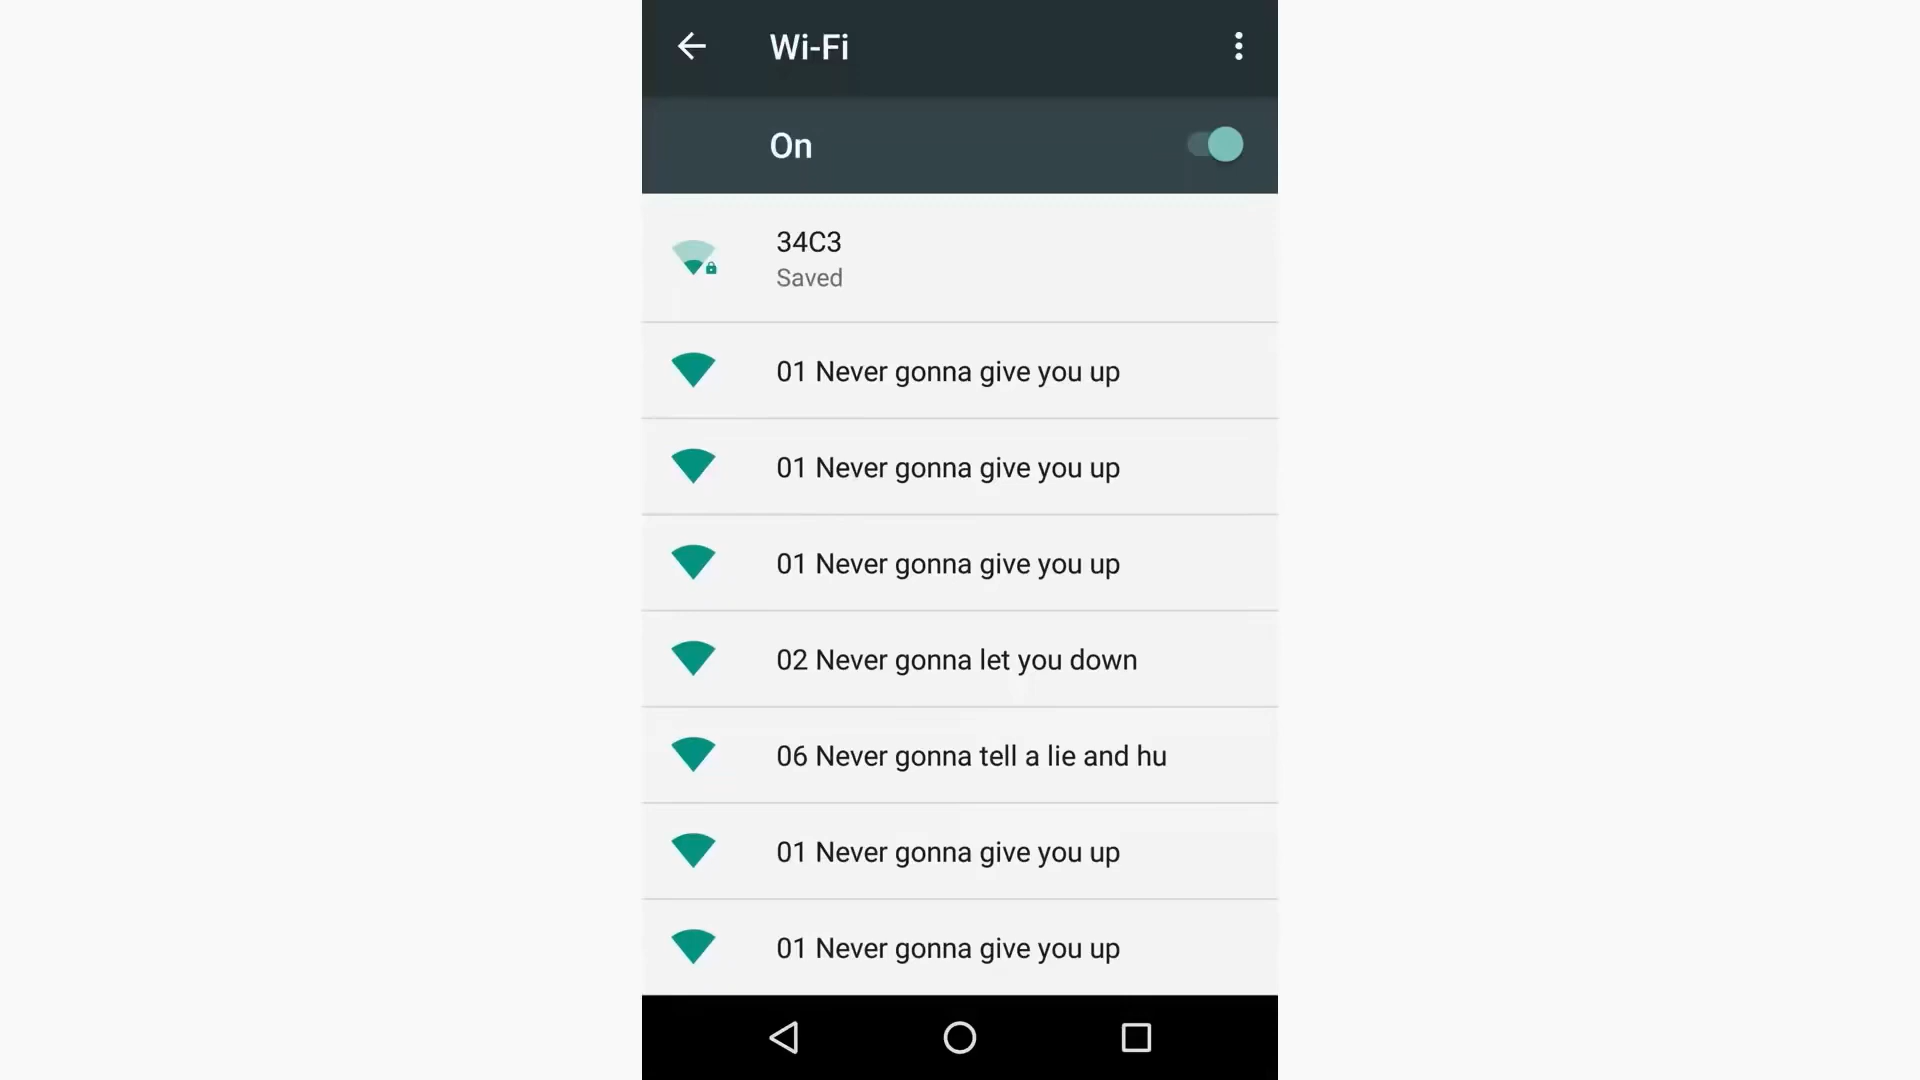 Wi-Fi
On
34C3
Saved
01 Never gonna give you up
01 Never gonna give you up
01 Never gonna give you up
02 Never gonna let you down
06 Never gonna tell a lie and hu
01 Never gonna give you up
01 Never gonna give you up